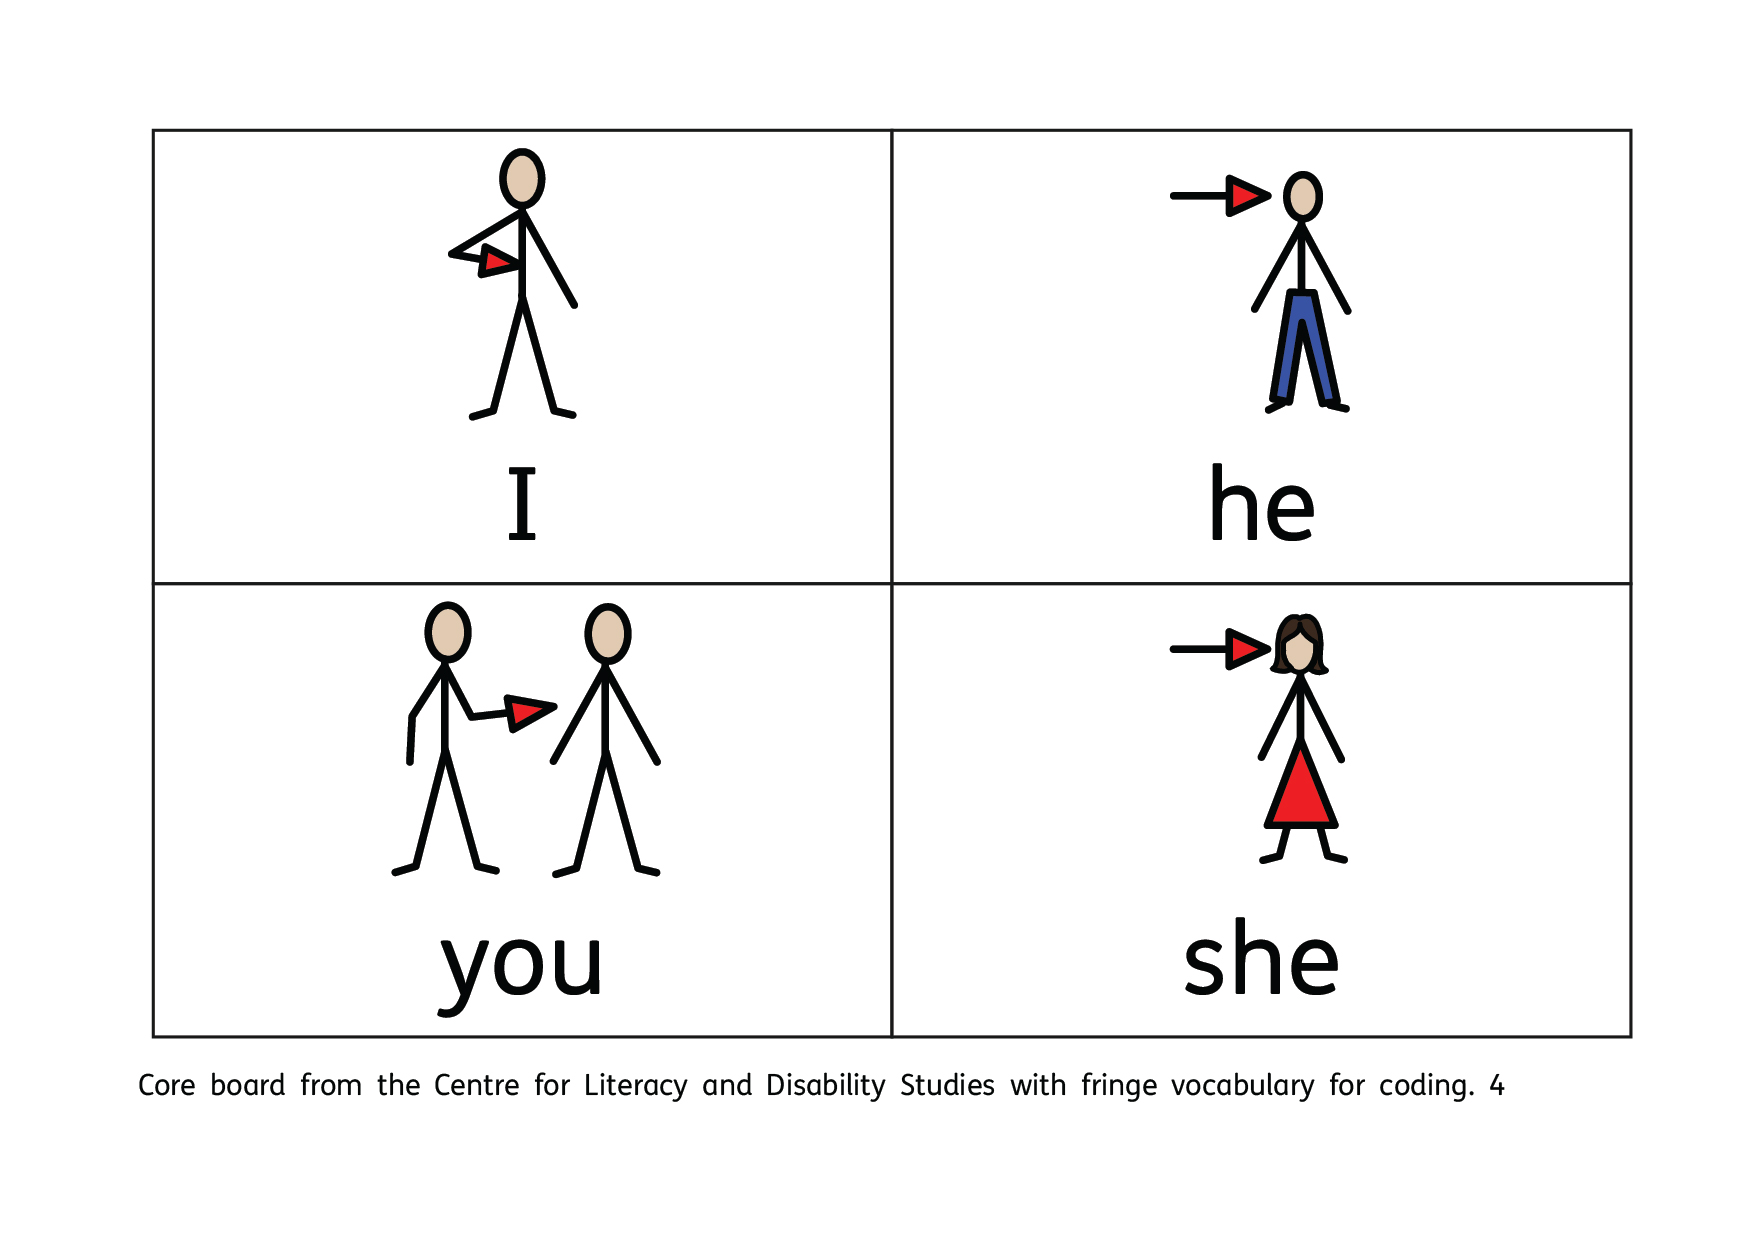 I
he
you
she
Core board from the Centre for Literacy and Disability Studies with fringe vocabulary for coding. 4